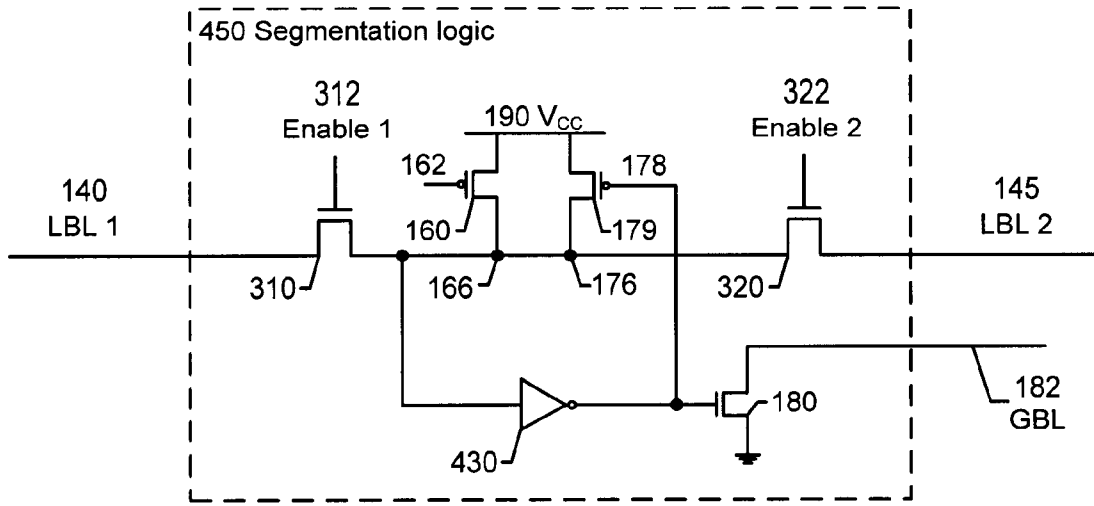 450 Segmentation logic
312
Enable 1
322
Enable 2
190 VCC
162
178
140
LBL 1
145
LBL 2
160
179
310
166
176
320
430
180
182
GBL